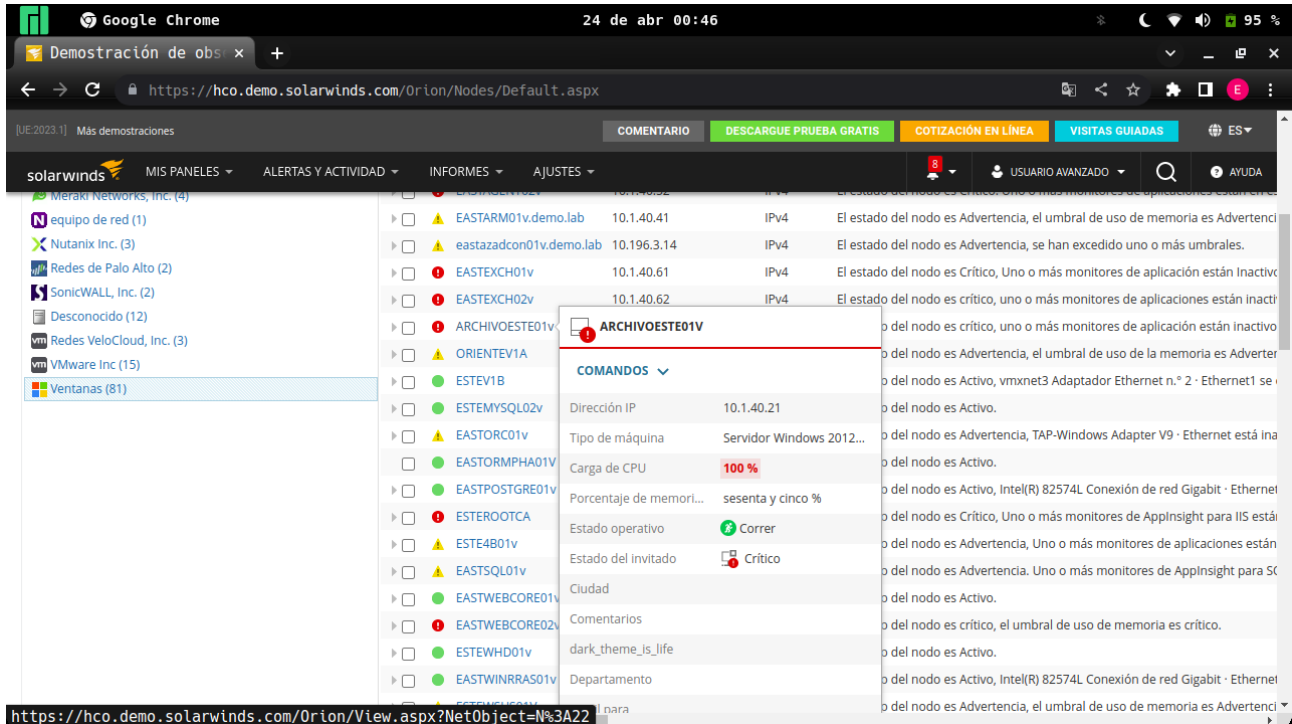 Google Chrome
24 de abr 00:46
95 %
Demostración de obs
https://hco.demo.solarwinds.com/Orion/Nodes/Default.aspx
E
[UE:2023.1] Más demostraciones
COMENTARIO
DESCARGUE PRUEBA GRATIS
COTIZACIÓN EN LÍNEA
VISITAS GUIADAS
ES
solarwinds
MIS PANELES
ALERTAS Y ACTIVIDAD
INFORMES
AJUSTES
8
USUARIO AVANZADO
AYUDA
Meraki Networks, Inc. (4)
equipo de red (1)
Nutanix Inc. (3)
Redes de Palo Alto (2)
SonicWALL, Inc. (2)
Desconocido (12)
Redes VeloCloud, Inc. (3)
VMware Inc (15)
Ventanas (81)
EASTARM01v.demo.lab 10.1.40.41 IPv4 El estado del nodo es Advertencia, el umbral de uso de memoria es Advertenci
eastazadcon01v.demo.lab 10.196.3.14 IPv4 El estado del nodo es Advertencia, se han excedido uno o más umbrales.
EASTEXCH01v 10.1.40.61 IPv4 El estado del nodo es Crítico, Uno o más monitores de aplicación están Inactivo
EASTEXCH02v 10.1.40.62 IPv4 El estado del nodo es crítico, uno o más monitores de aplicaciones están inacti
ARCHIVOESTE01v o del nodo es crítico, uno o más monitores de aplicación están inactivo
ORIENTEV1A o del nodo es Advertencia, el umbral de uso de la memoria es Adverter
ESTEV1B o del nodo es Activo, vmxnet3 Adaptador Ethernet n.º 2 · Ethernet1 se
ESTEMYSQL02v o del nodo es Activo.
EASTORC01v o del nodo es Advertencia, TAP-Windows Adapter V9 · Ethernet está ina
EASTORMPHA01V o del nodo es Activo.
EASTPOSTGRE01v o del nodo es Activo, Intel(R) 82574L Conexión de red Gigabit · Ethernet
ESTEROOTCA o del nodo es Crítico, Uno o más monitores de AppInsight para IIS está
ESTE4B01v o del nodo es Advertencia, Uno o más monitores de aplicaciones están
EASTSQL01v o del nodo es Advertencia. Uno o más monitores de AppInsight para SQ
EASTWEBCORE01v o del nodo es Activo.
EASTWEBCORE02v o del nodo es crítico, el umbral de uso de memoria es crítico.
ESTEWHD01v o del nodo es Activo.
EASTWINRRAS01v o del nodo es Activo, Intel(R) 82574L Conexión de red Gigabit · Ethernet
o del nodo es Advertencia, el umbral de uso de memoria es Adverten
ARCHIVOESTE01V
COMANDOS
Dirección IP 10.1.40.21
Tipo de máquina Servidor Windows 2012...
Carga de CPU 100 %
Porcentaje de memori... sesenta y cinco %
Estado operativo Correr
Estado del invitado Crítico
Ciudad
Comentarios
dark_theme_is_life
Departamento
para
https://hco.demo.solarwinds.com/Orion/View.aspx?NetObject=N%3A22